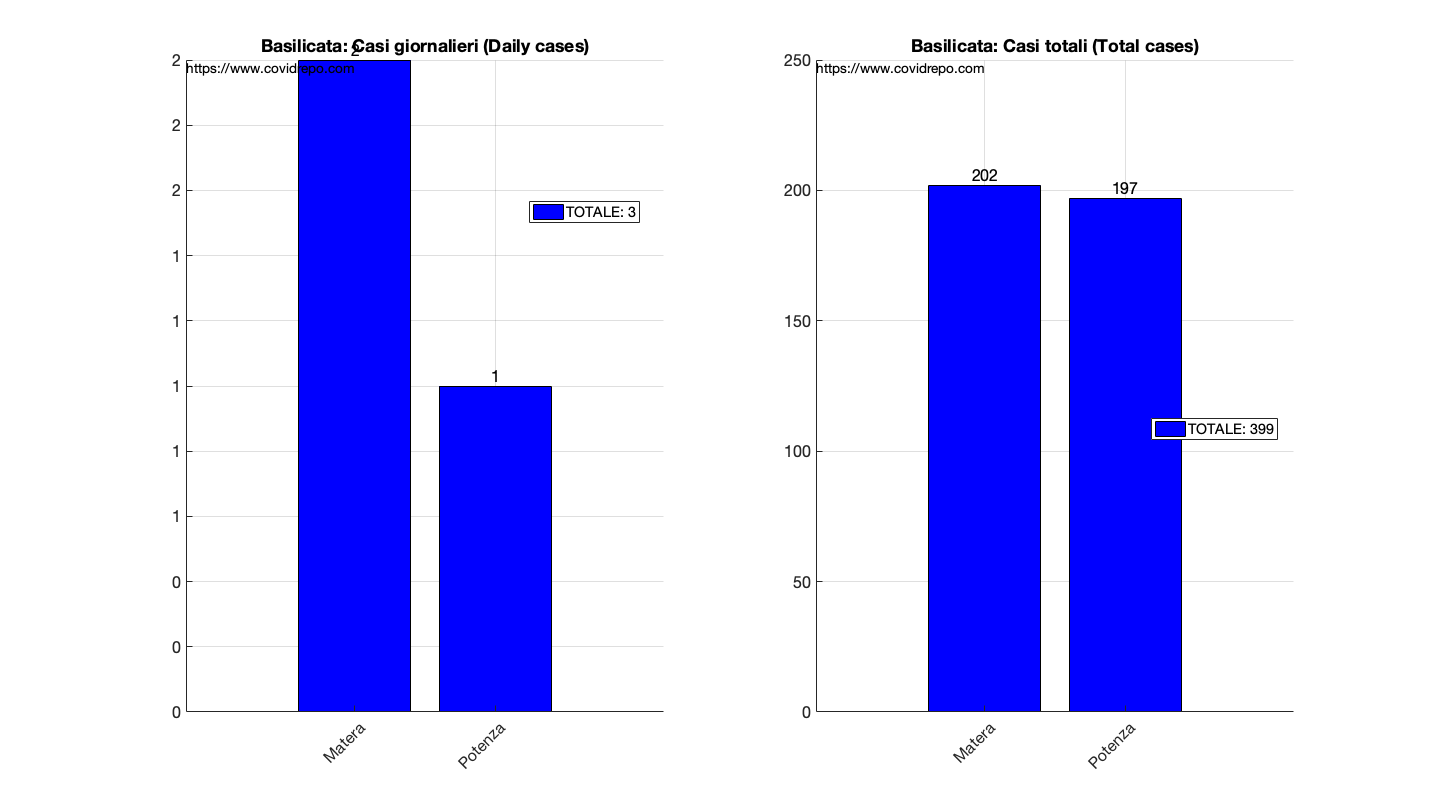 Basilicata: Casi giornalieri (Daily cases)
2
https://www.covidrepo.com
2
2
2
1
1
1
1
1
0
0
0
1
TOTALE: 3
Matera
Potenza
Basilicata: Casi totali (Total cases)
https://www.covidrepo.com
250
200
150
100
50
0
202
197
TOTALE: 399
Matera
Potenza